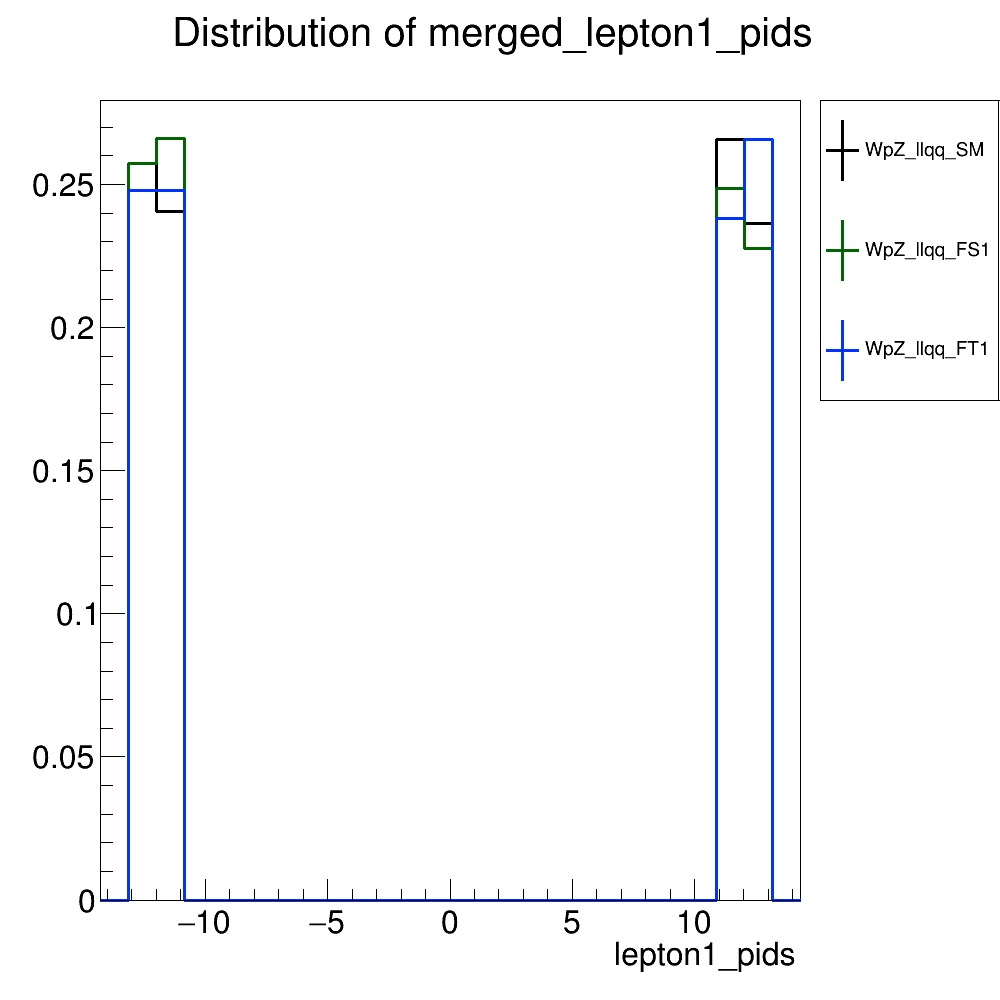 Distribution of merged_lepton1_pids
0.25
0.2
0.15
0.1
0.05
0
−10
−5
0
5
10
lepton1_pids
WpZ_llqq_SM
WpZ_llqq_FS1
WpZ_llqq_FT1